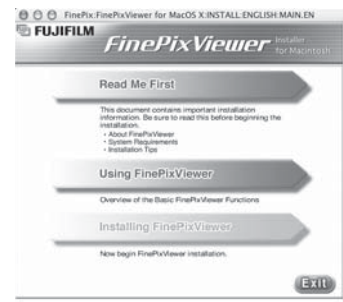 FinePix:FinePixViewer for MacOS X:INSTALL:ENGLISH:MAIN.EN
FUJIFILM
FinePixViewer
Installer
for Macintosh
Read Me First
This document contains important installation
information. Be sure to read this before beginning the
installation.
- About FinePixViewer
- System Requirements
- Installation Tips
Using FinePixViewer
Overview of the Basic FinePixViewer Functions
Installing FinePixViewer
Now begin FinePixViewer installation.
Exit